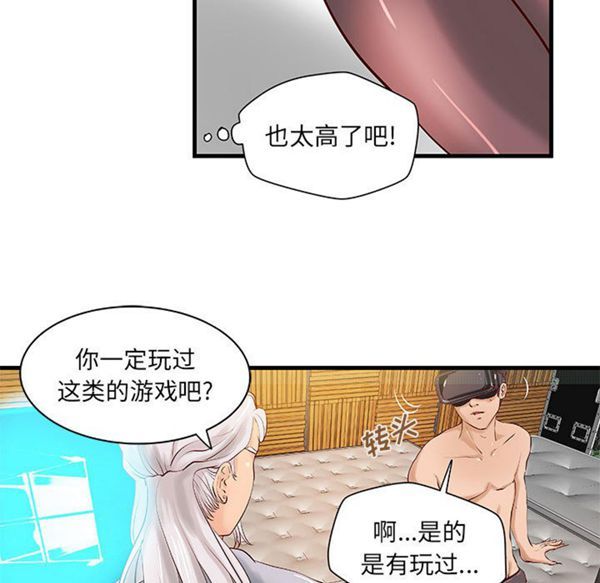 也太高了吧!
你一定玩过
这类的游戏吧?
转头
啊...是的
是有玩过...